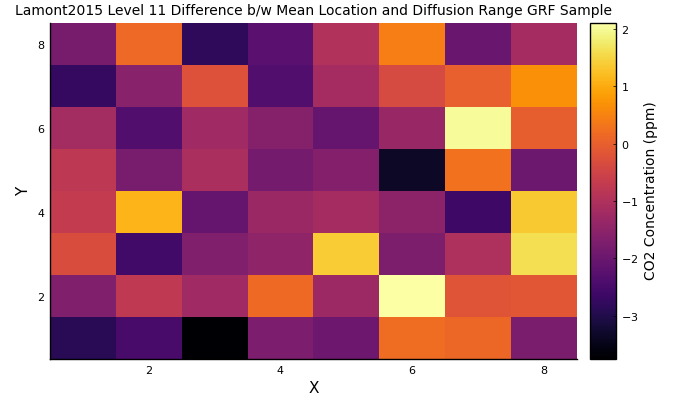 Lamont2015 Level 11 Difference b/w Mean Location and Diffusion Range GRF Sample
8
6
4
2
Y
2 4 6 8
X
2
1
0
−1
−2
−3
CO2 Concentration (ppm)